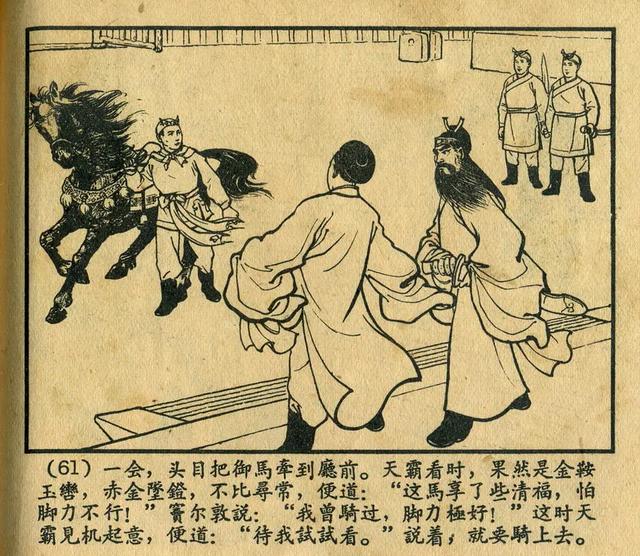 (61) 一会，头目把御馬牽到廳前。天霸看时，果然是金鞍
玉轡，赤金墜鐙，不比尋常，便道：“这馬享了些清福，怕
脚力不行！”竇尔敦說：“我曾騎过，脚力極好！”这时天
霸見机起意，便道：“待我試試看。”説着，就要騎上去。